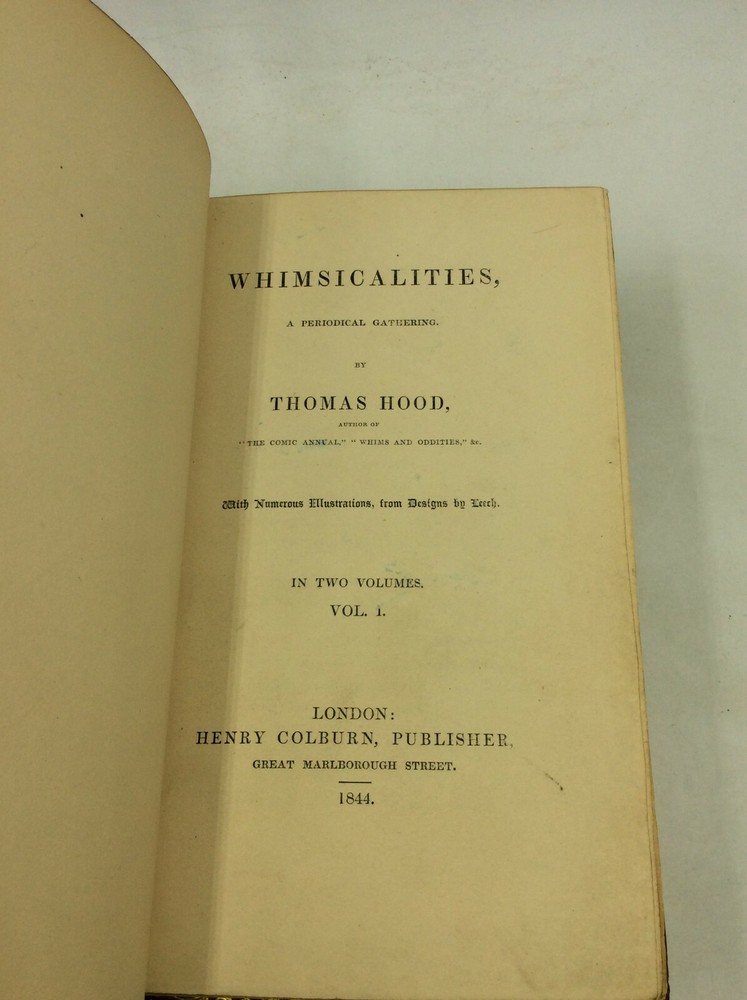 WHIMSICALITIES,
A PERIODICAL GATHERING.
BY
THOMAS HOOD,
AUTHOR OF
"THE COMIC ANNUAL," "WHIMS AND ODDITIES," &c.
With Numerous Illustrations, from Designs by Leech.
IN TWO VOLUMES.
VOL. I.
LONDON:
HENRY COLBURN, PUBLISHER,
GREAT MARLBOROUGH STREET.
1844.